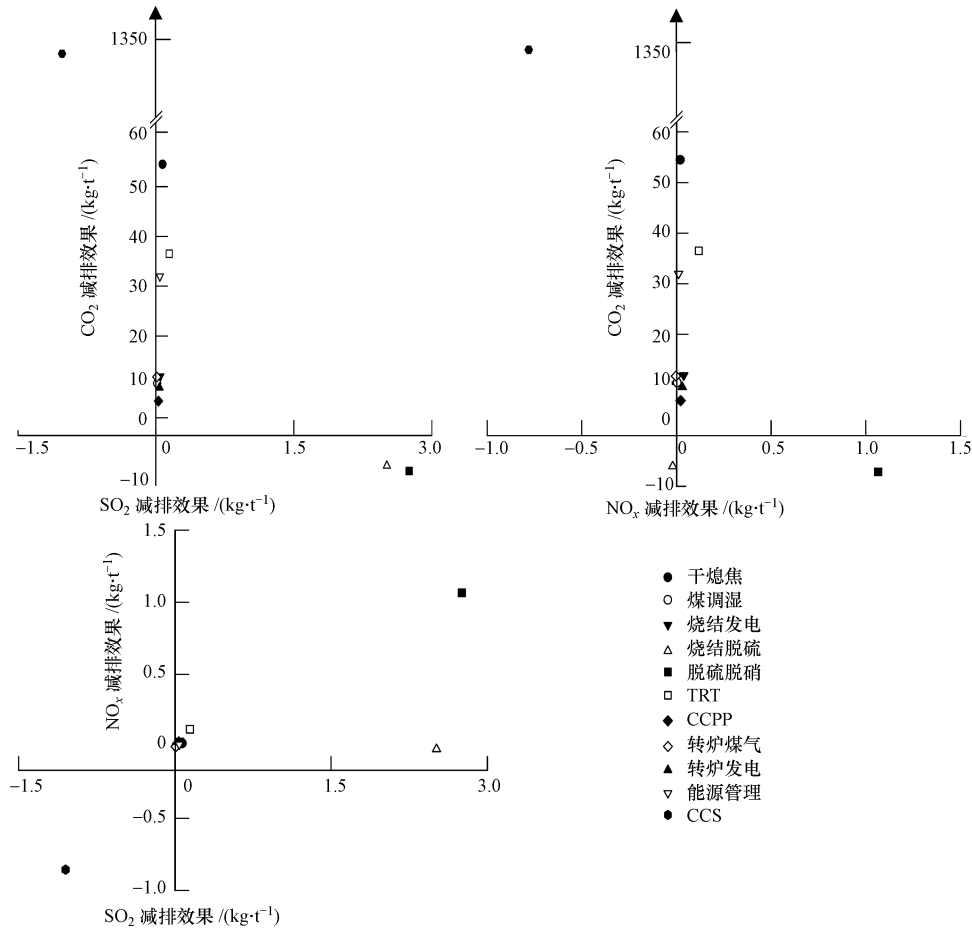 1350
60
50
40
30
20
10
0
−10
CO₂ 减排效果 /(kg·t⁻¹)
−1.5 0 1.5 3.0
SO₂ 减排效果 /(kg·t⁻¹)
1350
60
50
40
30
20
10
0
−10
CO₂ 减排效果 /(kg·t⁻¹)
−1.0 −0.5 0 0.5 1.0 1.5
NOₓ 减排效果 /(kg·t⁻¹)
1.5
1.0
0.5
0
−0.5
−1.0
NOₓ 减排效果 /(kg·t⁻¹)
−1.5 0 1.5 3.0
SO₂ 减排效果 /(kg·t⁻¹)
干熄焦
煤调湿
烧结发电
烧结脱硫
脱硫脱硝
TRT
CCPP
转炉煤气
转炉发电
能源管理
CCS